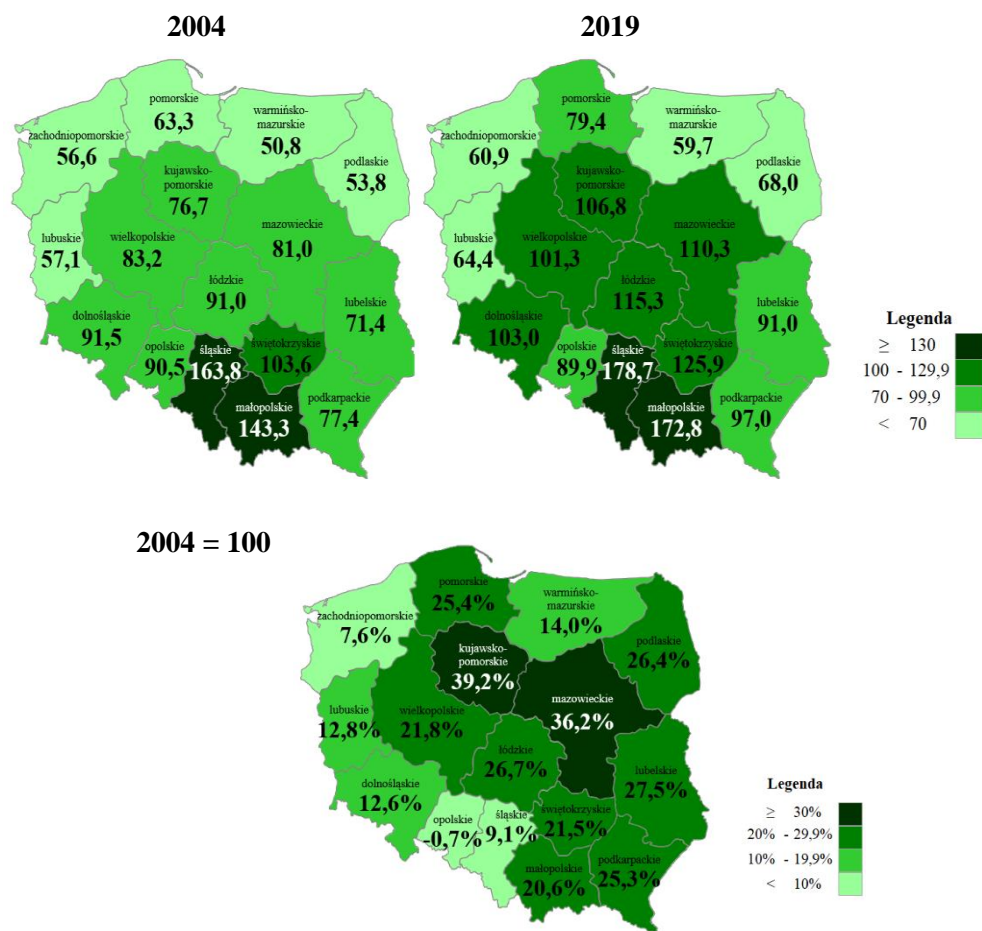 2004
2019
pomorskie
63,3
warmińsko-
mazurskie
50,8
zachodniopomorskie
56,6
podlaskie
53,8
kujawsko-
pomorskie
76,7
mazowieckie
81,0
lubuskie
57,1
wielkopolskie
83,2
łódzkie
91,0
lubelskie
71,4
dolnośląskie
91,5
opolskie
90,5
śląskie
163,8
świętokrzyskie
103,6
małopolskie
143,3
podkarpackie
77,4
pomorskie
79,4
warmińsko-
mazurskie
59,7
zachodniopomorskie
60,9
podlaskie
68,0
kujawsko-
pomorskie
106,8
mazowieckie
110,3
lubuskie
64,4
wielkopolskie
101,3
łódzkie
115,3
lubelskie
91,0
dolnośląskie
103,0
opolskie
89,9
śląskie
178,7
świętokrzyskie
125,9
małopolskie
172,8
podkarpackie
97,0
Legenda
≥ 130
100 - 129,9
70 - 99,9
< 70
2004 = 100
pomorskie
25,4%
warmińsko-
mazurskie
14,0%
zachodniopomorskie
7,6%
podlaskie
26,4%
kujawsko-
pomorskie
39,2%
mazowieckie
36,2%
lubuskie
12,8%
wielkopolskie
21,8%
łódzkie
26,7%
lubelskie
27,5%
dolnośląskie
12,6%
opolskie
-0,7%
śląskie
9,1%
świętokrzyskie
21,5%
małopolskie
20,6%
podkarpackie
25,3%
Legenda
≥ 30%
20% - 29,9%
10% - 19,9%
< 10%